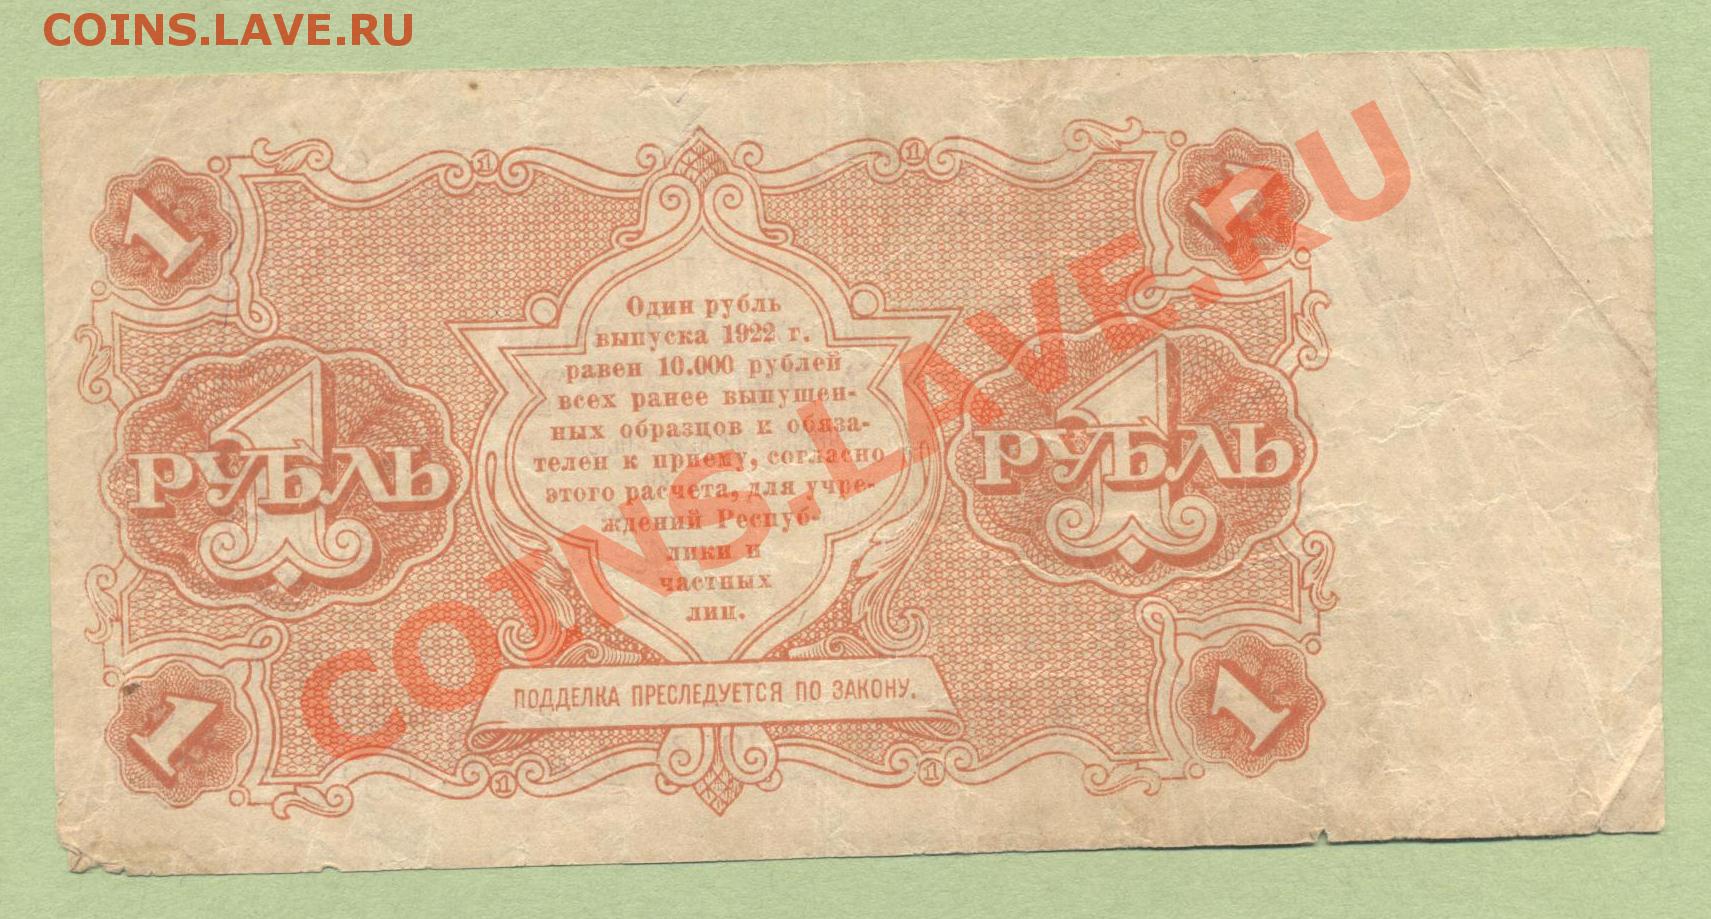 COINS.LAVE.RU
1
1
1
1
Один рубль
выпуска 1922 г.
равен 10.000 рублей
всех ранее выпущен-
ных образцов и обяза-
телен к приему, согласно
этого расчета, для учре-
ждений Респуб-
лики и
частных
лиц.
1
РУБЛЬ
1
РУБЛЬ
COINS.LAVE.RU
ПОДДЕЛКА ПРЕСЛЕДУЕТСЯ ПО ЗАКОНУ.
1
1
1
1